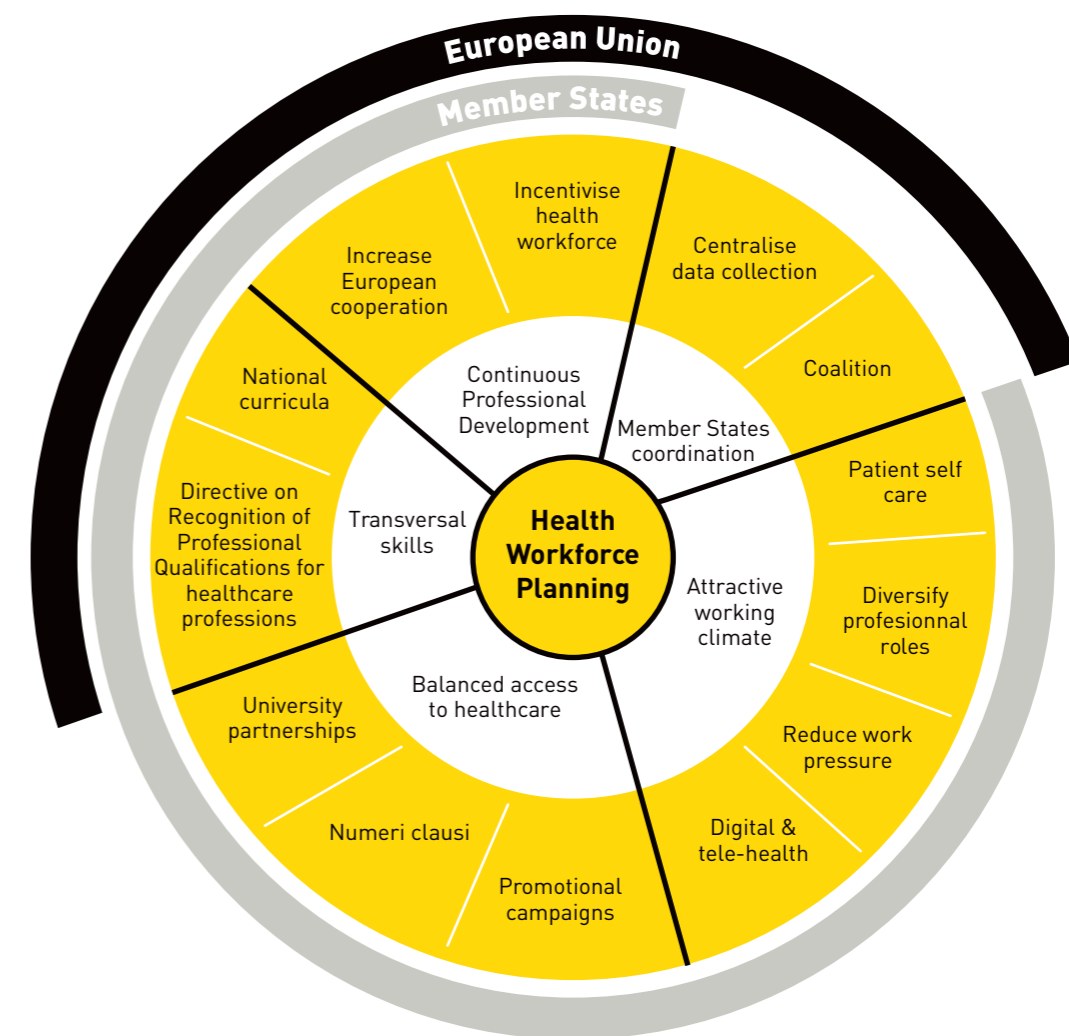 European Union
Member States
Incentivise
health
workforce
Increase
European
cooperation
Centralise
data collection
Coalition
National
curricula
Continuous
Professional
Development
Member States
coordination
Patient self
care
Directive on
Recognition of
Professional
Qualifications for
healthcare
professions
Transversal
skills
Health
Workforce
Planning
Attractive
working
climate
Diversify
profesionnal
roles
Balanced access
to healthcare
University
partnerships
Reduce work
pressure
Numeri clausi
Digital &
tele-health
Promotional
campaigns